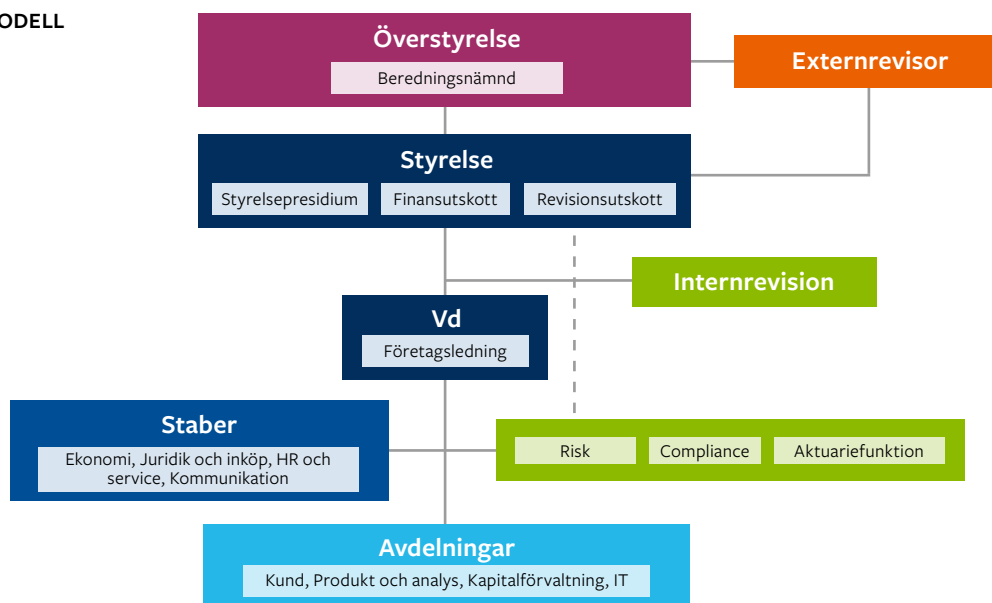 ODELL
Överstyrelse
Beredningsnämnd
Externrevisor
Styrelse
Styrelsepresidium
Finansutskott
Revisionsutskott
Internrevision
Vd
Företagsledning
Staber
Ekonomi, Juridik och inköp, HR och
service, Kommunikation
Risk
Compliance
Aktuariefunktion
Avdelningar
Kund, Produkt och analys, Kapitalförvaltning, IT